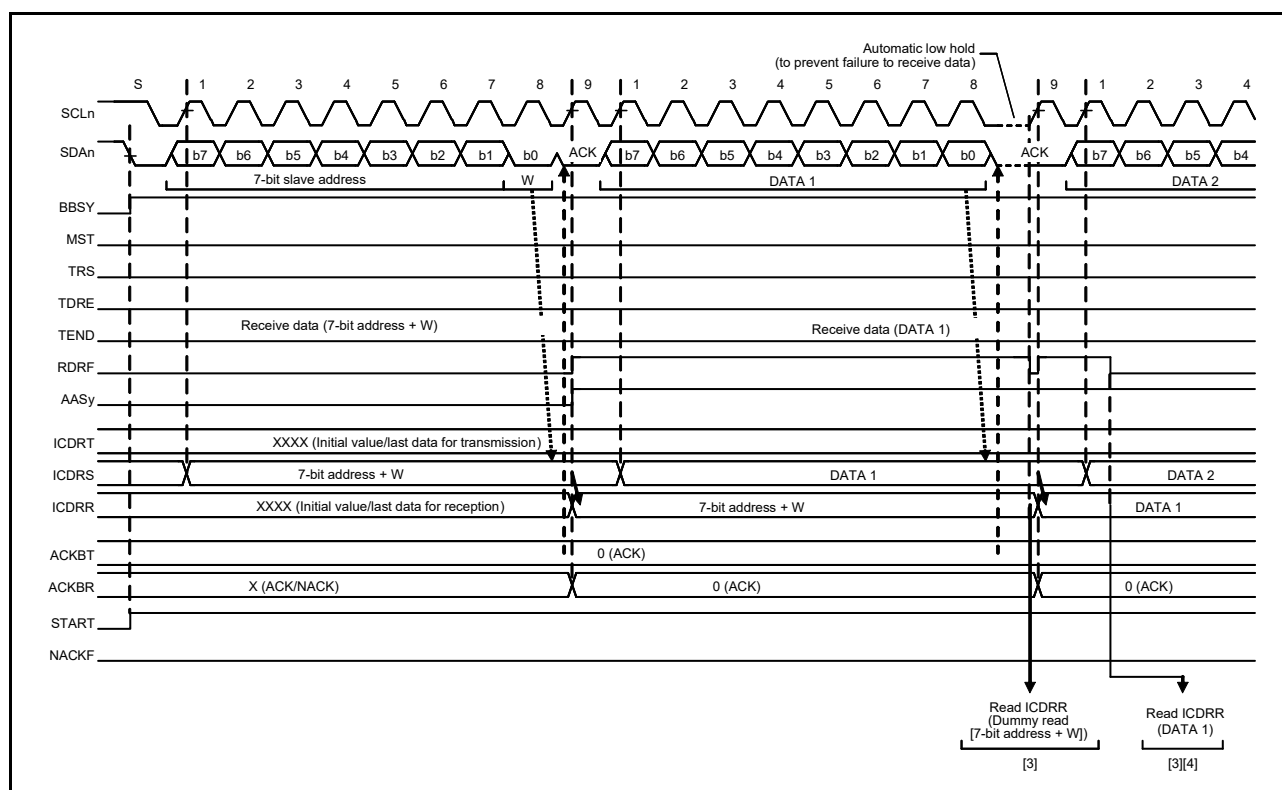 Automatic low hold
(to prevent failure to receive data)
S 1 2 3 4 5 6 7 8 9 1 2 3 4 5 6 7 8 9 1 2 3 4
SCLn
SDAn b7 b6 b5 b4 b3 b2 b1 b0 ACK b7 b6 b5 b4 b3 b2 b1 b0 ACK b7 b6 b5 b4
7-bit slave address W DATA 1 DATA 2
BBSY
MST
TRS
TDRE
Receive data (7-bit address + W) Receive data (DATA 1)
TEND
RDRF
AASy
ICDRT XXXX (Initial value/last data for transmission)
ICDRS 7-bit address + W DATA 1 DATA 2
ICDRR XXXX (Initial value/last data for reception) 7-bit address + W DATA 1
ACKBT 0 (ACK)
ACKBR X (ACK/NACK) 0 (ACK) 0 (ACK)
START
NACKF
Read ICDRR
(Dummy read
[7-bit address + W])
[3]
Read ICDRR
(DATA 1)
[3][4]